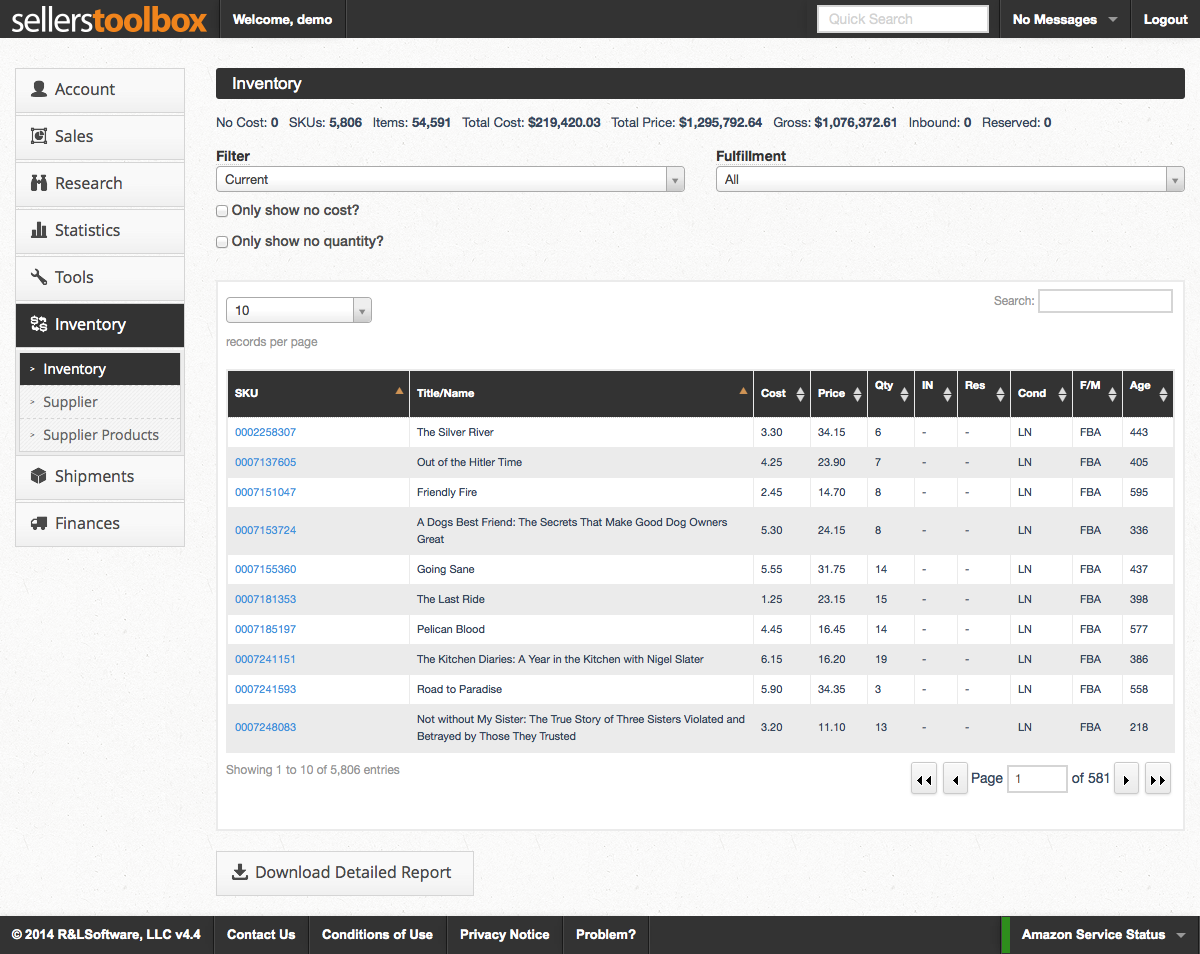 sellerstoolbox Welcome, demo Quick Search No Messages Logout
Account
Sales
Research
Statistics
Tools
Inventory
> Inventory
> Supplier
> Supplier Products
Shipments
Finances
Inventory
No Cost: 0 SKUs: 5,806 Items: 54,591 Total Cost: $219,420.03 Total Price: $1,295,792.64 Gross: $1,076,372.61 Inbound: 0 Reserved: 0
Filter Fulfillment
Current All
Only show no cost?
Only show no quantity?
10 Search:
records per page
SKU Title/Name Cost Price Qty IN Res Cond F/M Age
0002258307 The Silver River 3.30 34.15 6 - - LN FBA 443
0007137605 Out of the Hitler Time 4.25 23.90 7 - - LN FBA 405
0007151047 Friendly Fire 2.45 14.70 8 - - LN FBA 595
0007153724 A Dogs Best Friend: The Secrets That Make Good Dog Owners
Great 5.30 24.15 8 - - LN FBA 336
0007155360 Going Sane 5.55 31.75 14 - - LN FBA 437
0007181353 The Last Ride 1.25 23.15 15 - - LN FBA 398
0007185197 Pelican Blood 4.45 16.45 14 - - LN FBA 577
0007241151 The Kitchen Diaries: A Year in the Kitchen with Nigel Slater 6.15 16.20 19 - - LN FBA 386
0007241593 Road to Paradise 5.90 34.35 3 - - LN FBA 558
0007248083 Not without My Sister: The True Story of Three Sisters Violated and
Betrayed by Those They Trusted 3.20 11.10 13 - - LN FBA 218
Showing 1 to 10 of 5,806 entries Page 1 of 581
Download Detailed Report
© 2014 R&LSoftware, LLC v4.4 Contact Us Conditions of Use Privacy Notice Problem? Amazon Service Status